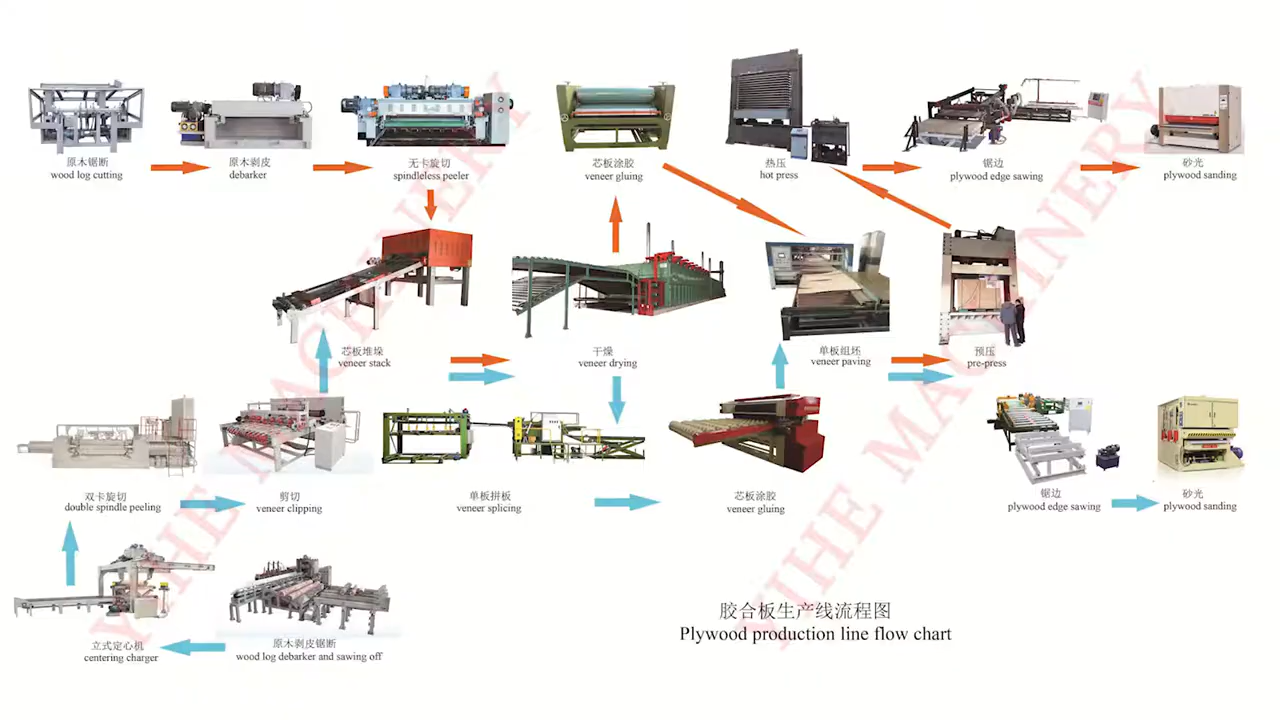 原木锯断
wood log cutting
原木剥皮
debarker
无卡旋切
spindleless peeler
芯板涂胶
veneer gluing
热压
hot press
锯边
plywood edge sawing
砂光
plywood sanding
芯板堆垛
veneer stack
干燥
veneer drying
单板组坯
veneer paving
预压
pre-press
双卡旋切
double spindle peeling
剪切
veneer clipping
单板拼板
veneer splicing
芯板涂胶
veneer gluing
锯边
plywood edge sawing
砂光
plywood sanding
立式定心机
centering charger
原木剥皮锯断
wood log debarker and sawing off
胶合板生产线流程图
Plywood production line flow chart
YIHE MACHINERY
YIHE MACHINERY